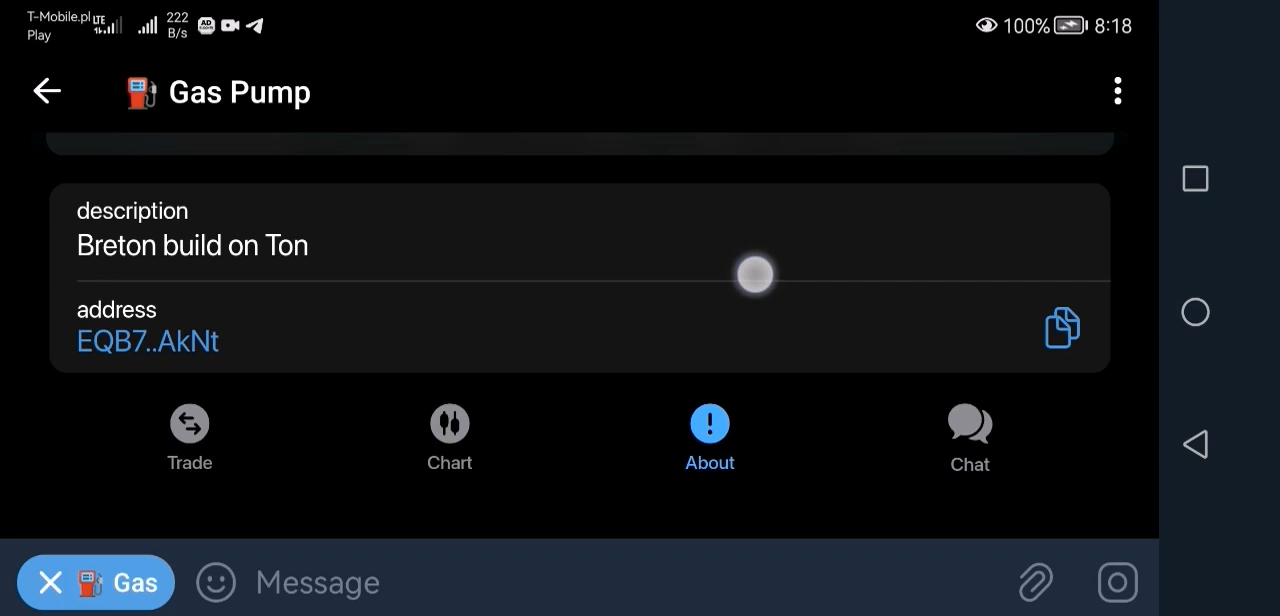 T-Mobile.pl LTE 222 100% 8:18
Play B/s
Gas Pump
description
Breton build on Ton
address
EQB7..AkNt
Trade Chart About Chat
Gas Message